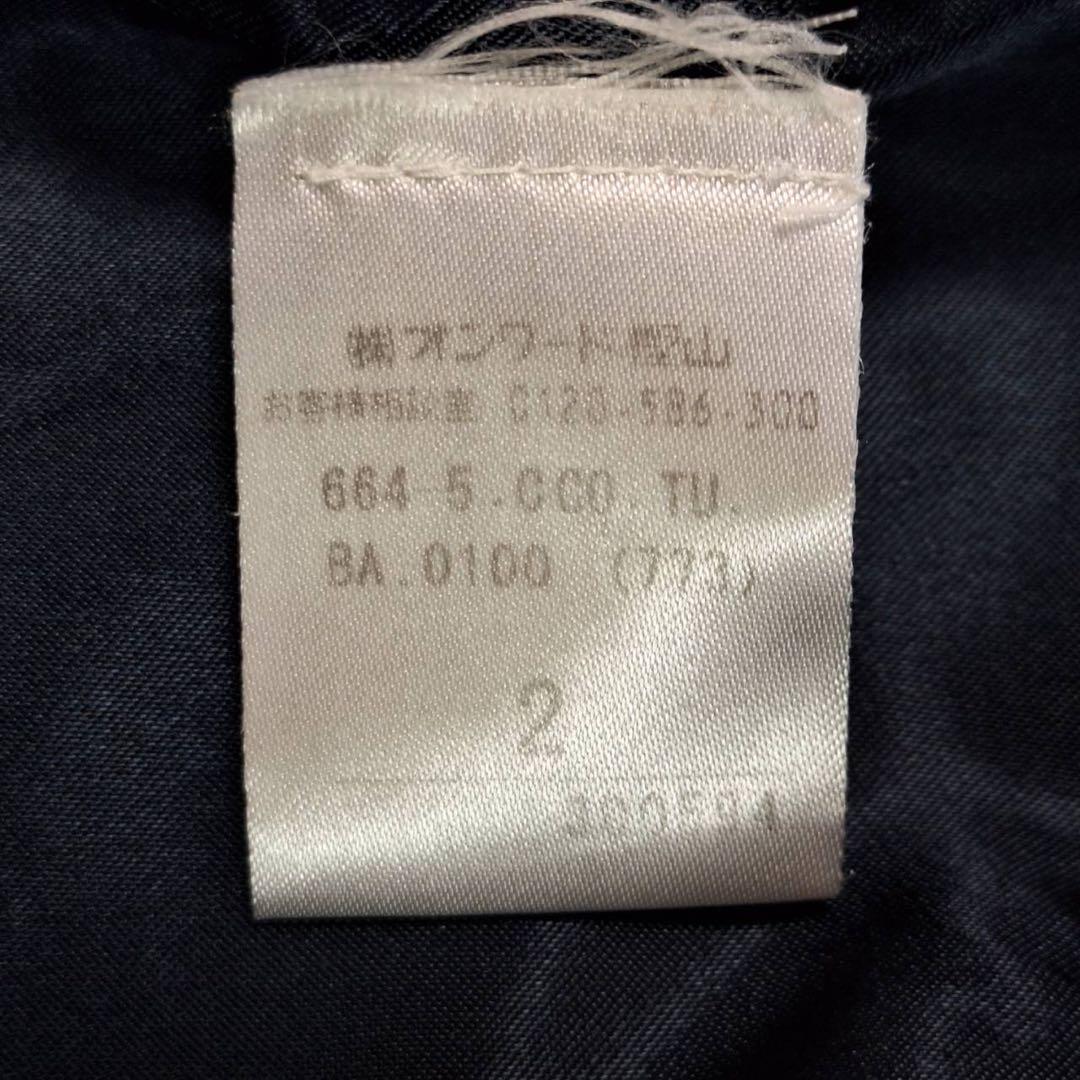 ㈱オンワード樫山
お客様相談室 0120-586-300
664-5.CCO.TU.
BA.0100 (773)
2